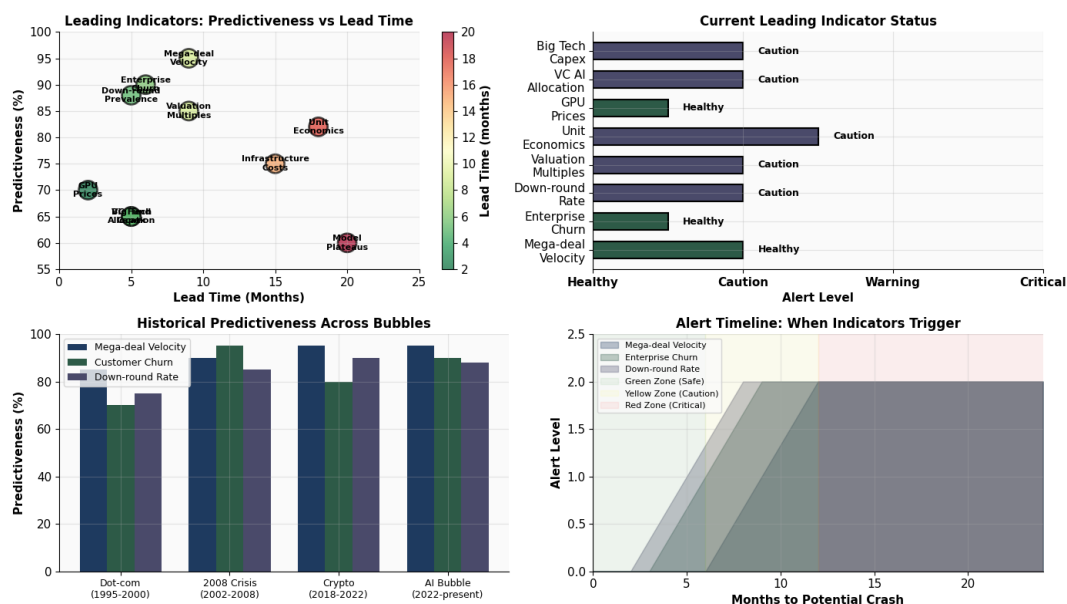 Leading Indicators: Predictiveness vs Lead Time
Predictiveness (%)
100
95
90
85
80
75
70
65
60
55
Mega-deal
Velocity
Enterprise
Churn
Down-round
Prevalence
Valuation
Multiples
Unit
Economics
Infrastructure
Costs
GPU
Prices
Model
Plateaus
0
5
10
15
20
25
Lead Time (Months)
20
18
16
14
12
10
8
6
4
2
Lead Time (months)
Current Leading Indicator Status
Big Tech
Capex
Caution
VC AI
Allocation
Caution
GPU
Prices
Healthy
Unit
Economics
Caution
Valuation
Multiples
Caution
Down-round
Rate
Caution
Enterprise
Churn
Healthy
Mega-deal
Velocity
Healthy
Healthy
Caution
Warning
Critical
Alert Level
Historical Predictiveness Across Bubbles
Predictiveness (%)
100
80
60
40
20
0
Mega-deal Velocity
Customer Churn
Down-round Rate
Dot-com
(1995-2000)
2008 Crisis
(2002-2008)
Crypto
(2018-2022)
AI Bubble
(2022-present)
Alert Timeline: When Indicators Trigger
Alert Level
2.5
2.0
1.5
1.0
0.5
0.0
Mega-deal Velocity
Enterprise Churn
Down-round Rate
Green Zone (Safe)
Yellow Zone (Caution)
Red Zone (Critical)
0
5
10
15
20
Months to Potential Crash